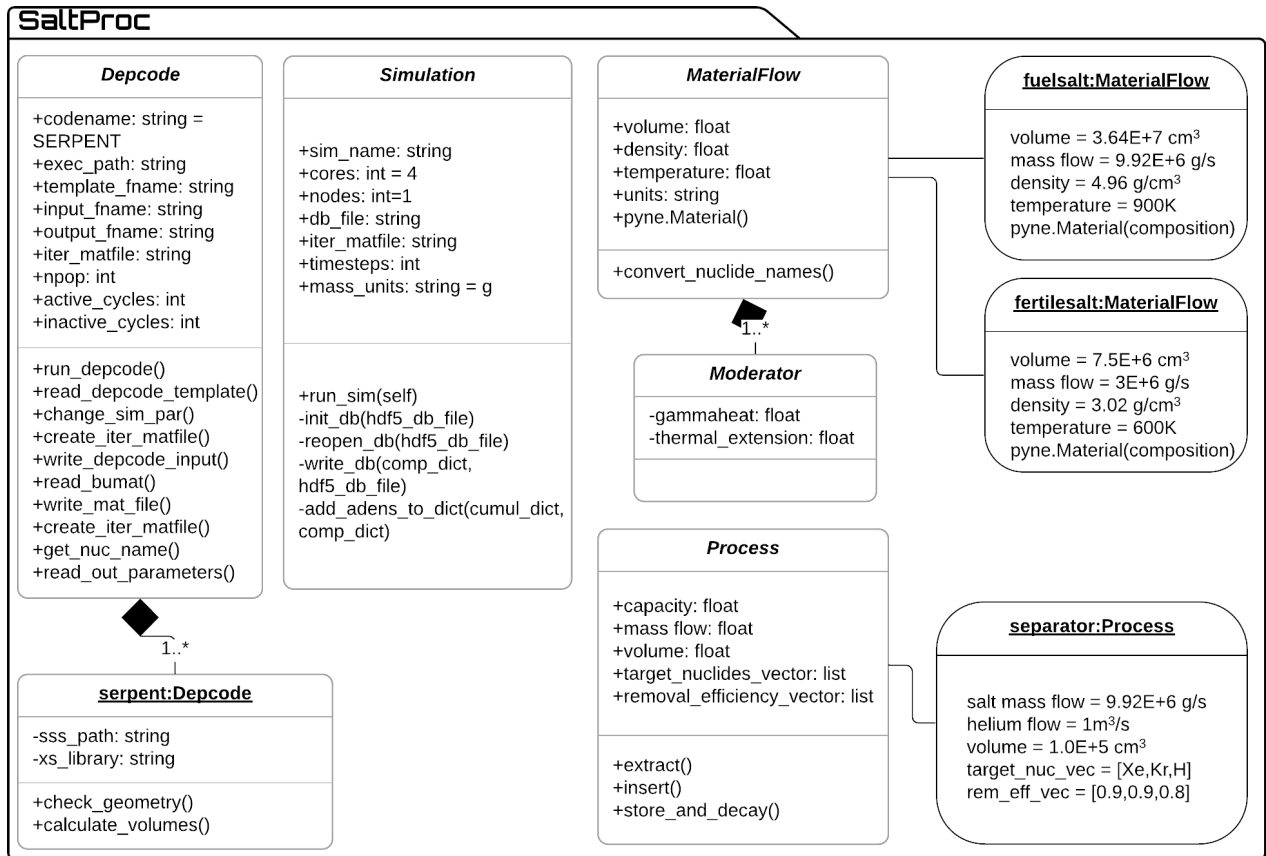 SaltProc
Depcode
+codename: string =
SERPENT
+exec_path: string
+template_fname: string
+input_fname: string
+output_fname: string
+iter_matfile: string
+npop: int
+active_cycles: int
+inactive_cycles: int
+run_depcode()
+read_depcode_template()
+change_sim_par()
+create_iter_matfile()
+write_depcode_input()
+read_bumat()
+write_mat_file()
+create_iter_matfile()
+get_nuc_name()
+read_out_parameters()
1..*
serpent:Depcode
-sss_path: string
-xs_library: string
+check_geometry()
+calculate_volumes()
Simulation
+sim_name: string
+cores: int = 4
+nodes: int=1
+db_file: string
+iter_matfile: string
+timesteps: int
+mass_units: string = g
+run_sim(self)
-init_db(hdf5_db_file)
-reopen_db(hdf5_db_file)
-write_db(comp_dict,
hdf5_db_file)
-add_adens_to_dict(cumul_dict,
comp_dict)
MaterialFlow
+volume: float
+density: float
+temperature: float
+units: string
+pyne.Material()
+convert_nuclide_names()
1..*
Moderator
-gammaheat: float
-thermal_extension: float
Process
+capacity: float
+mass flow: float
+volume: float
+target_nuclides_vector: list
+removal_efficiency_vector: list
+extract()
+insert()
+store_and_decay()
fuelsalt:MaterialFlow
volume = 3.64E+7 cm³
mass flow = 9.92E+6 g/s
density = 4.96 g/cm³
temperature = 900K
pyne.Material(composition)
fertilesalt:MaterialFlow
volume = 7.5E+6 cm³
mass flow = 3E+6 g/s
density = 3.02 g/cm³
temperature = 600K
pyne.Material(composition)
separator:Process
salt mass flow = 9.92E+6 g/s
helium flow = 1m³/s
volume = 1.0E+5 cm³
target_nuc_vec = [Xe,Kr,H]
rem_eff_vec = [0.9,0.9,0.8]